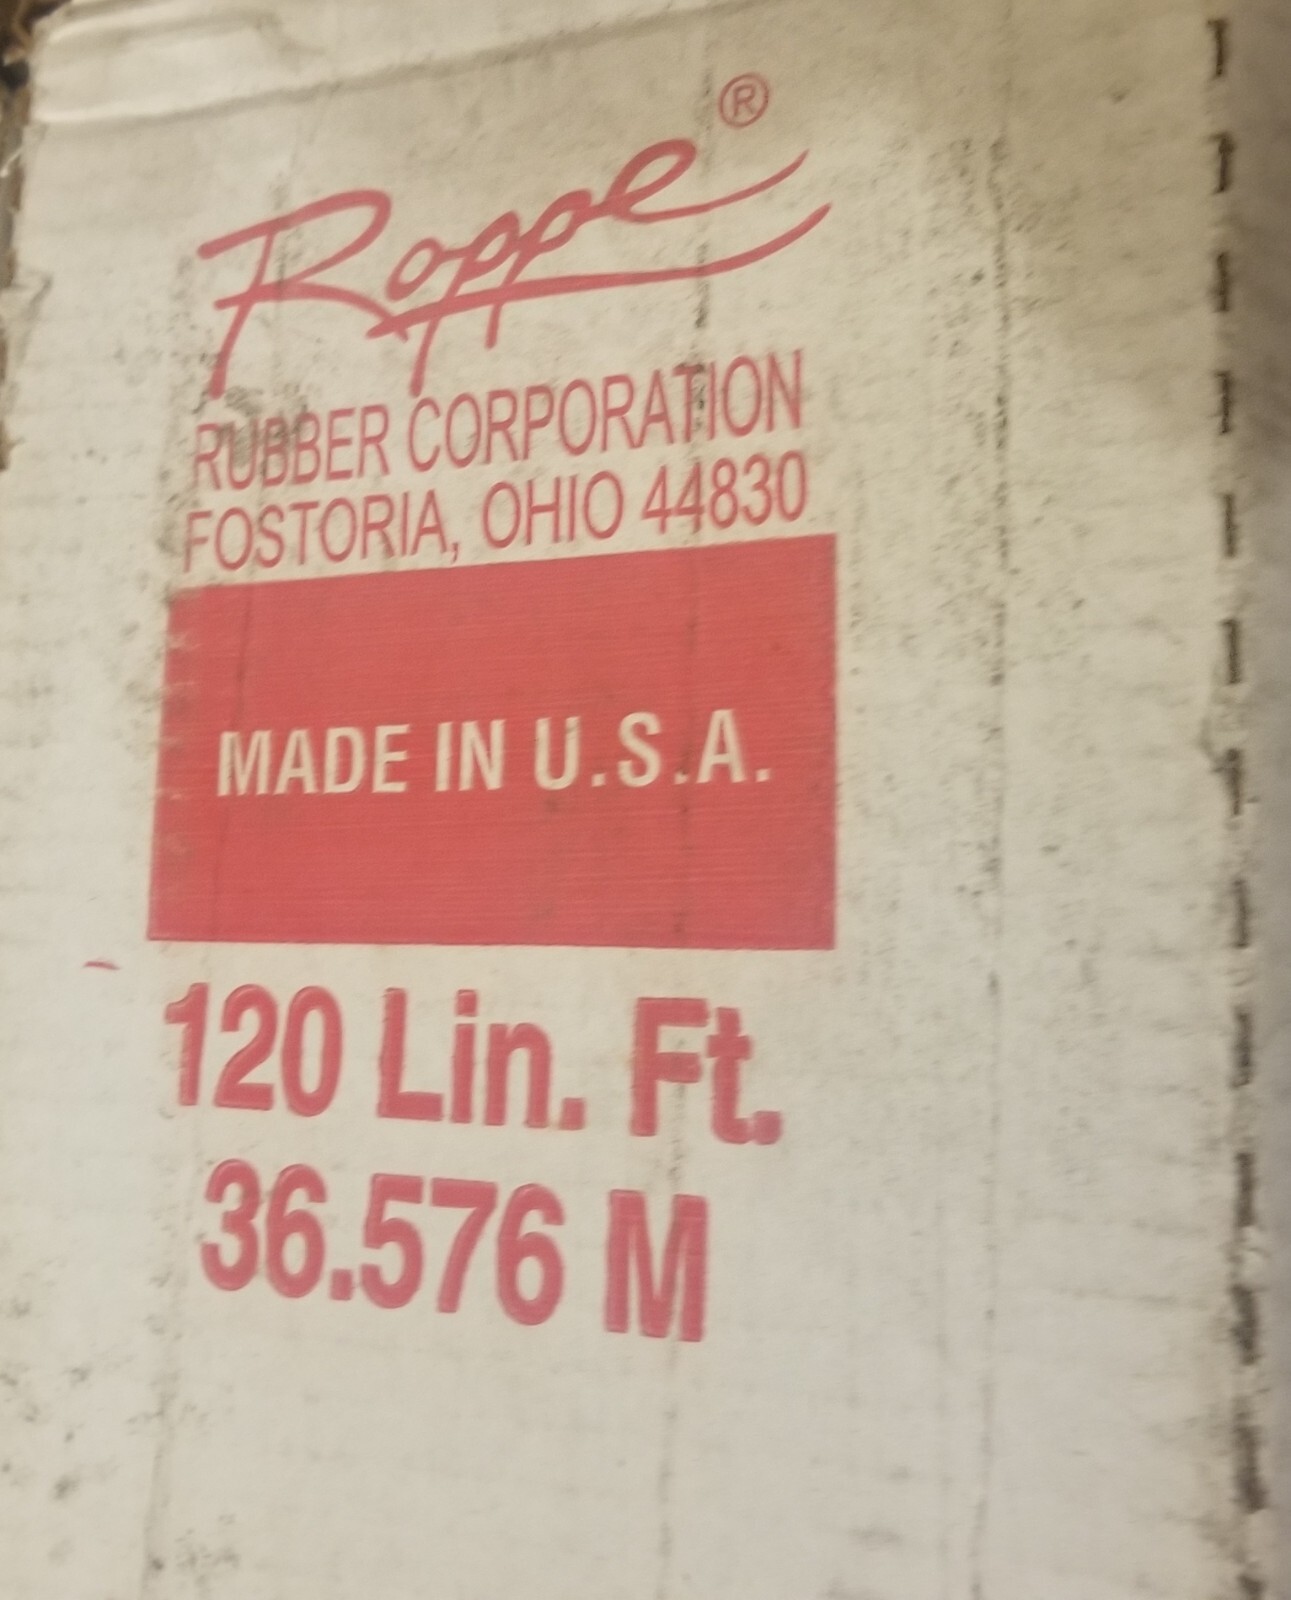 Roppe®
RUBBER CORPORATION
FOSTORIA, OHIO 44830
MADE IN U.S.A.
120 Lin. Ft.
36.576 M